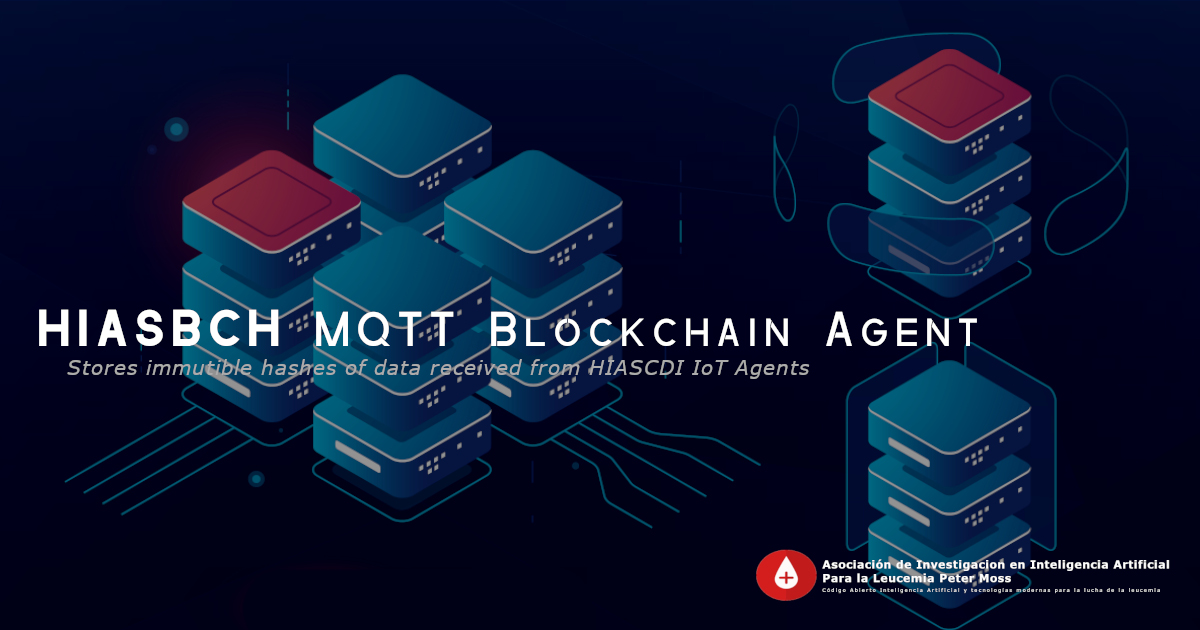 HIASBCH MQTT Blockchain Agent
Stores immutible hashes of data received from HIASCDI IoT Agents
Asociación de Investigacion en Inteligencia Artificial
Para la Leucemia Peter Moss
Código Abierto Inteligencia Artificial y tecnologias modernas para la lucha de la leucemia